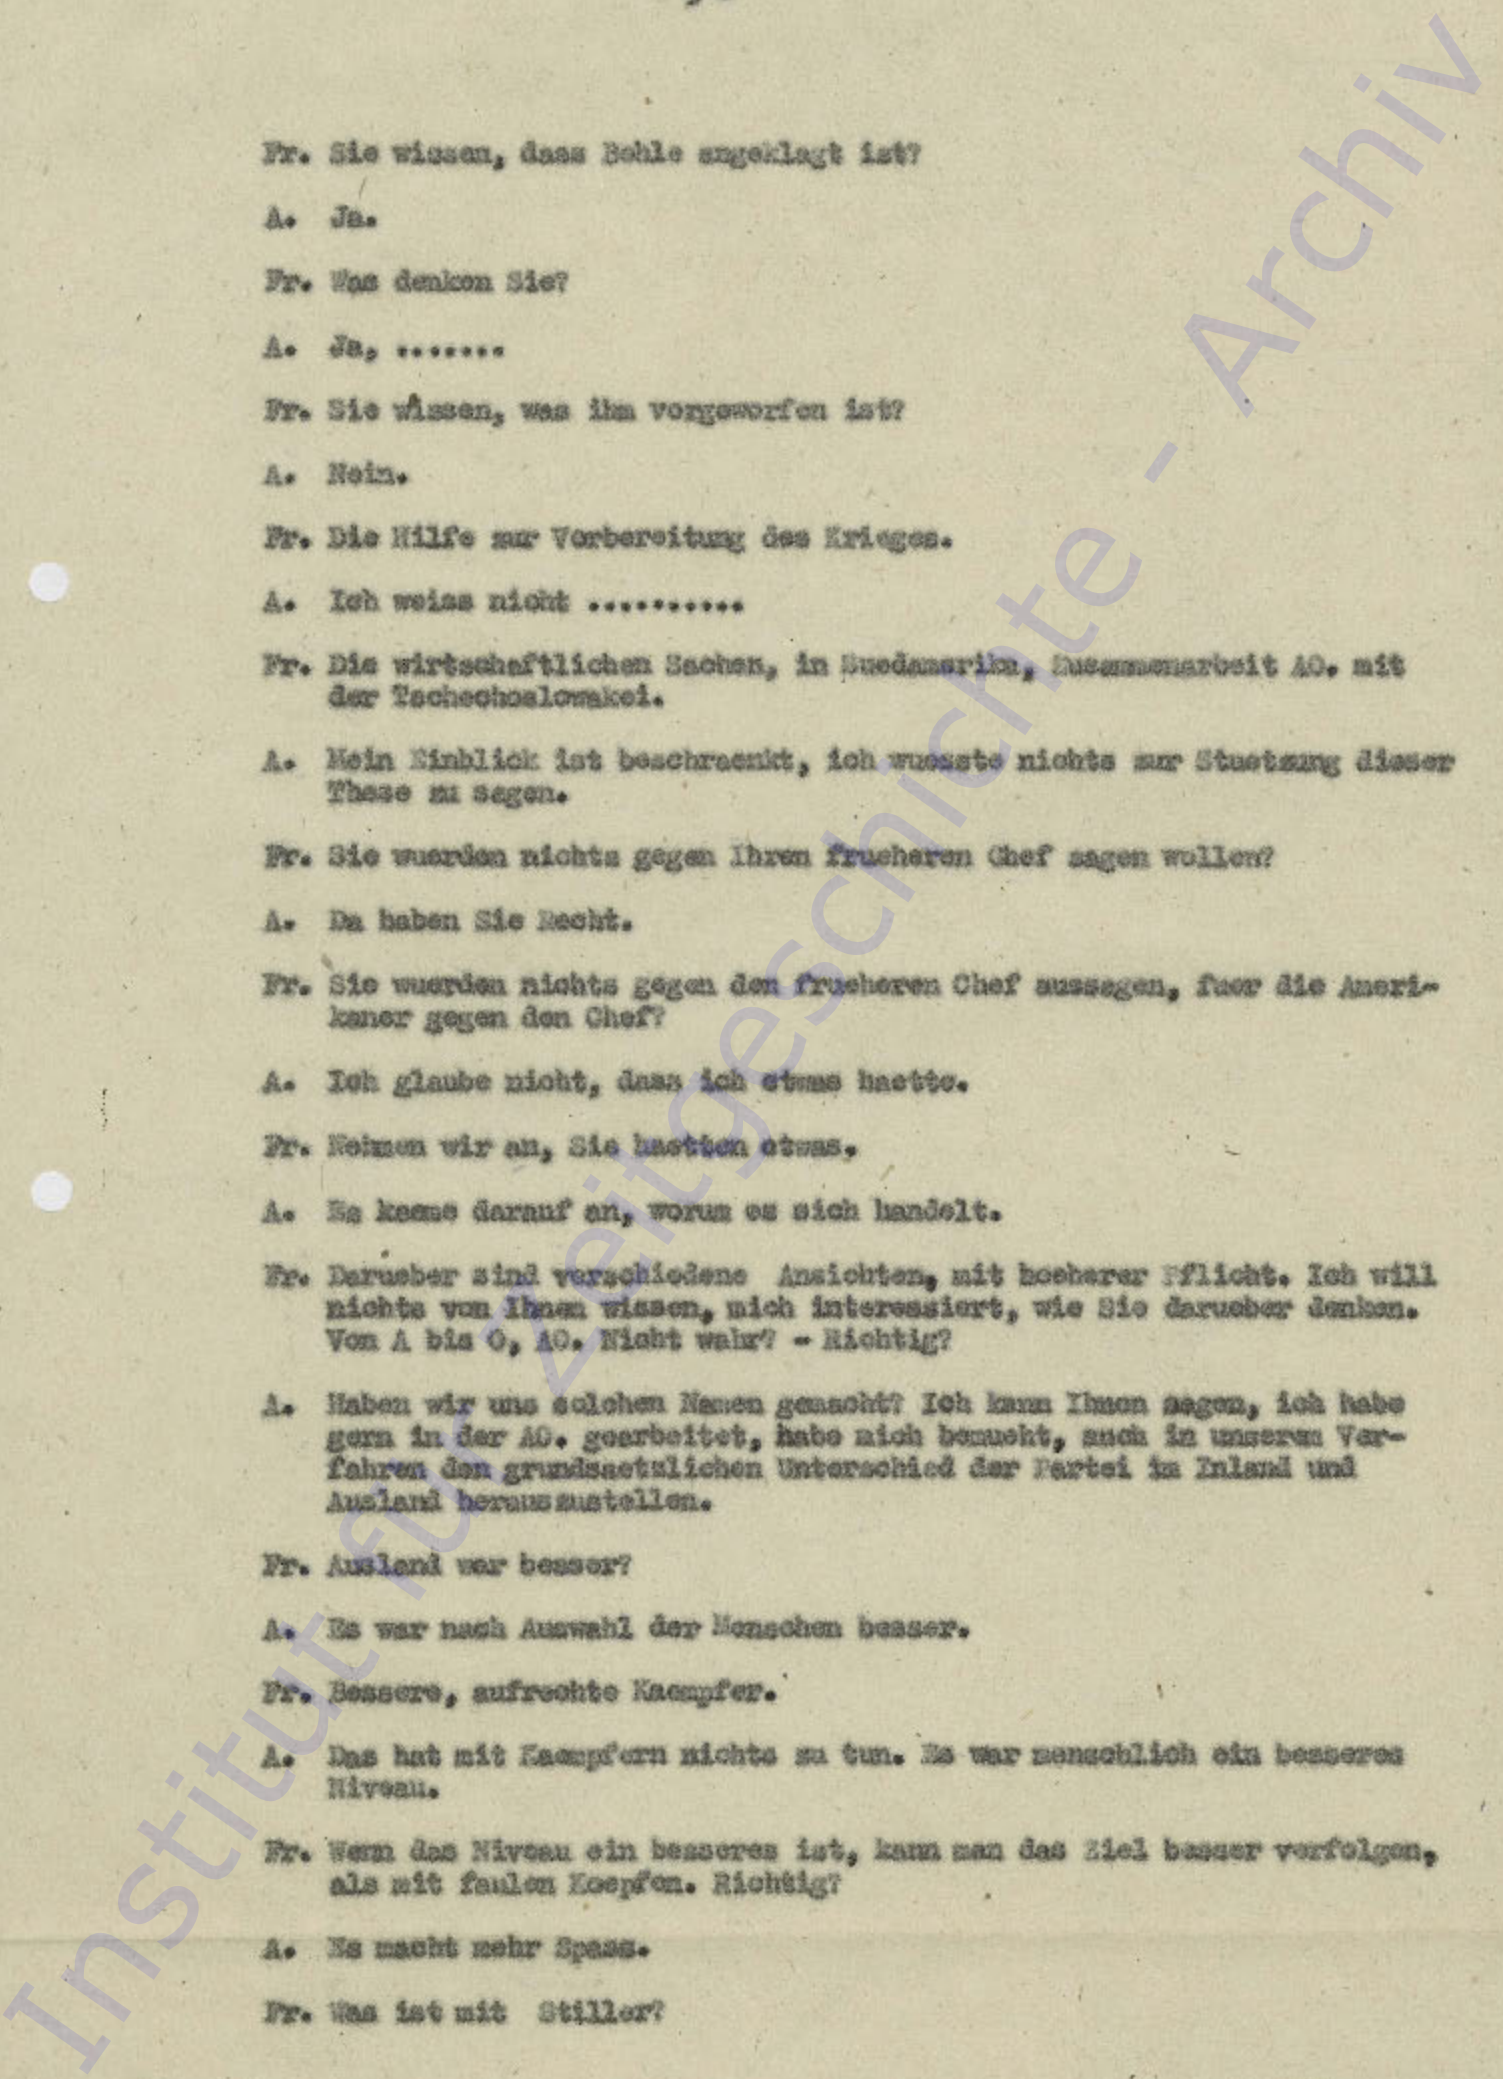 Fr. Sie wissen, dass Bohle angeklagt ist?
A. Ja.
Fr. Was denken Sie?
A. Ja, .......
Fr. Sie wissen, was ihm vorgeworfen ist?
A. Nein.
Fr. Die Hilfe zur Vorbereitung des Krieges.
A. Ich weiss nicht ..........
Fr. Die wirtschaftlichen Sachen, in Suedamerika, Zusammenarbeit AO. mit
der Tschechoslowakei.
A. Mein Einblick ist beschraenkt, ich wuesste nichts zur Stuetzung dieser
These zu sagen.
Fr. Sie wuerden nichts gegen Ihren frueheren Chef sagen wollen?
A. Da haben Sie Recht.
Fr. Sie wuerden nichts gegen den frueheren Chef aussagen, fuer die Ameri-
kaner gegen den Chef?
A. Ich glaube nicht, dass ich etwas haette.
Fr. Nehmen wir an, Sie haetten etwas.
A. Es kaeme darauf an, worum es sich handelt.
Fr. Darueber sind verschiedene Ansichten, mit hoeherer Pflicht. Ich will
nichts von Ihnen wissen, mich interessiert, wie Sie darueber denken.
Von A bis O, AO. Nicht wahr? - Richtig?
A. Haben wir uns solchen Namen gemacht? Ich kann Ihnen sagen, ich habe
gern in der AO. gearbeitet, habe mich bemueht, auch in unserem Ver-
fahren den grundsaetzlichen Unterschied der Partei im Inland und
Ausland herauszustellen.
Fr. Ausland war besser?
A. Es war nach Auswahl der Menschen besser.
Fr. Bessere, aufrechte Kaempfer.
A. Das hat mit Kaempfern nichts zu tun. Es war menschlich ein besseres
Niveau.
Fr. Wenn das Niveau ein besseres ist, kann man das Ziel besser verfolgen,
als mit faulen Koepfen. Richtig?
A. Es macht mehr Spass.
Fr. Was ist mit Stiller?
Institut für Zeitgeschichte - Archiv